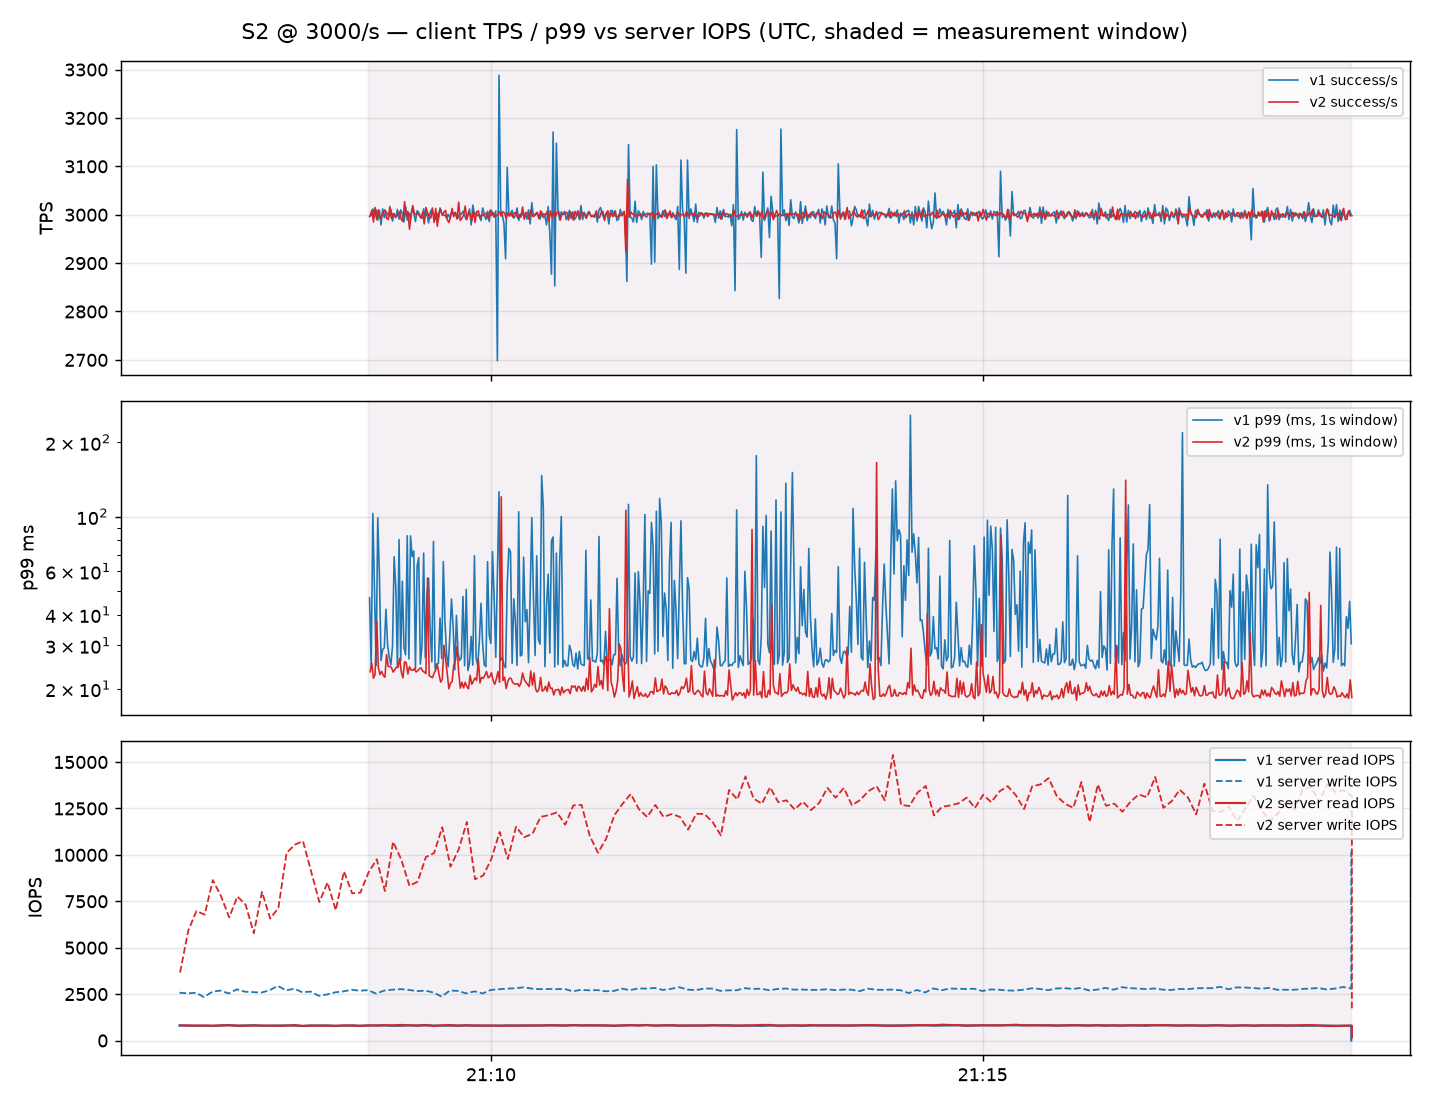 S2 @ 3000/s — client TPS / p99 vs server IOPS (UTC, shaded = measurement window)
3300
3200
3100
3000
2900
2800
2700
TPS
v1 success/s
v2 success/s
2 × 10²
10²
6 × 10¹
4 × 10¹
3 × 10¹
2 × 10¹
p99 ms
v1 p99 (ms, 1s window)
v2 p99 (ms, 1s window)
15000
12500
10000
7500
5000
2500
0
IOPS
v1 server read IOPS
v1 server write IOPS
v2 server read IOPS
v2 server write IOPS
21:10
21:15